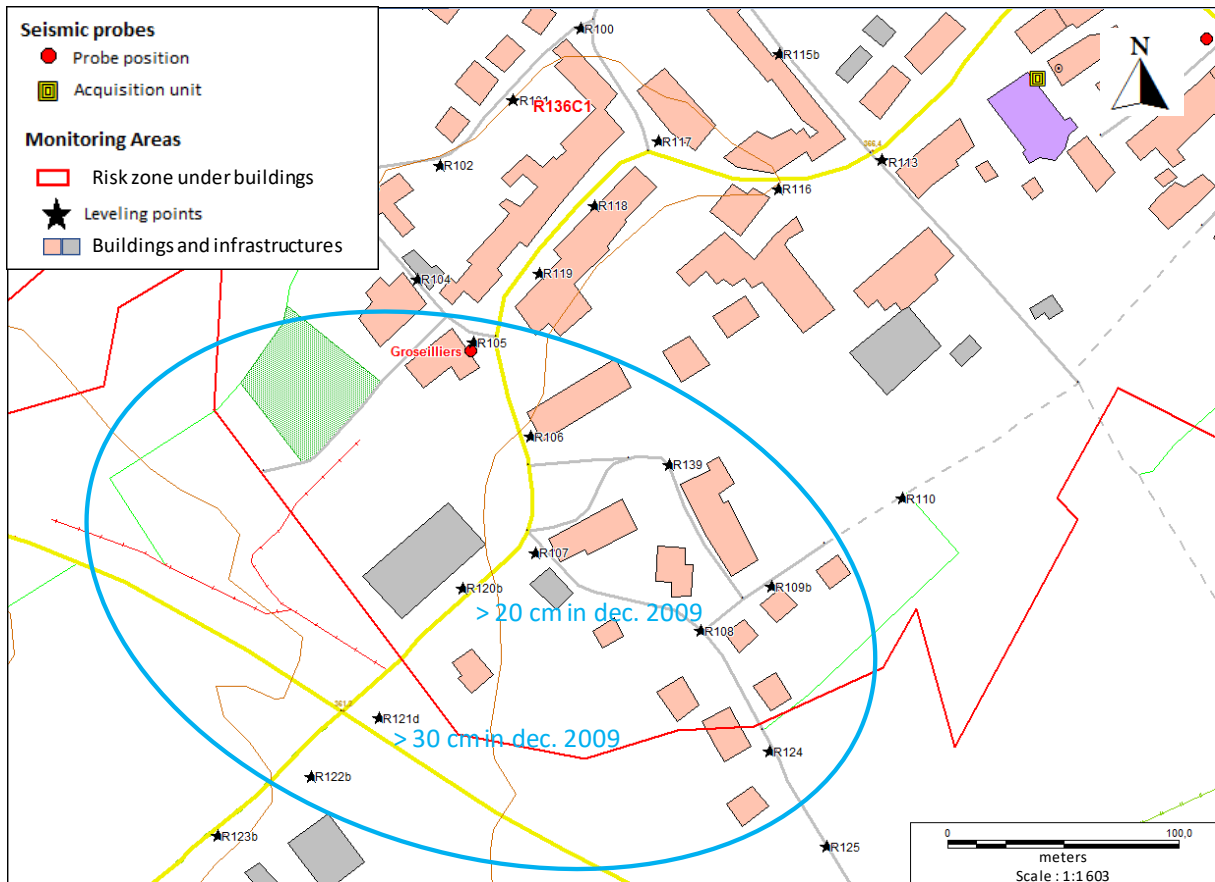 Seismic probes
Probe position
Acquisition unit
Monitoring Areas
Risk zone under buildings
Leveling points
Buildings and infrastructures
R100
R115b
N
R136C1
R117
066,4
R102
R113
R116
R118
R119
R104
R105
Groseilliers
R106
R139
R110
R107
R120b
R109b
> 20 cm in dec. 2009
R108
R121d
> 30 cm in dec. 2009
R124
R122b
R123b
R125
0 100,0
meters
Scale : 1:1 603